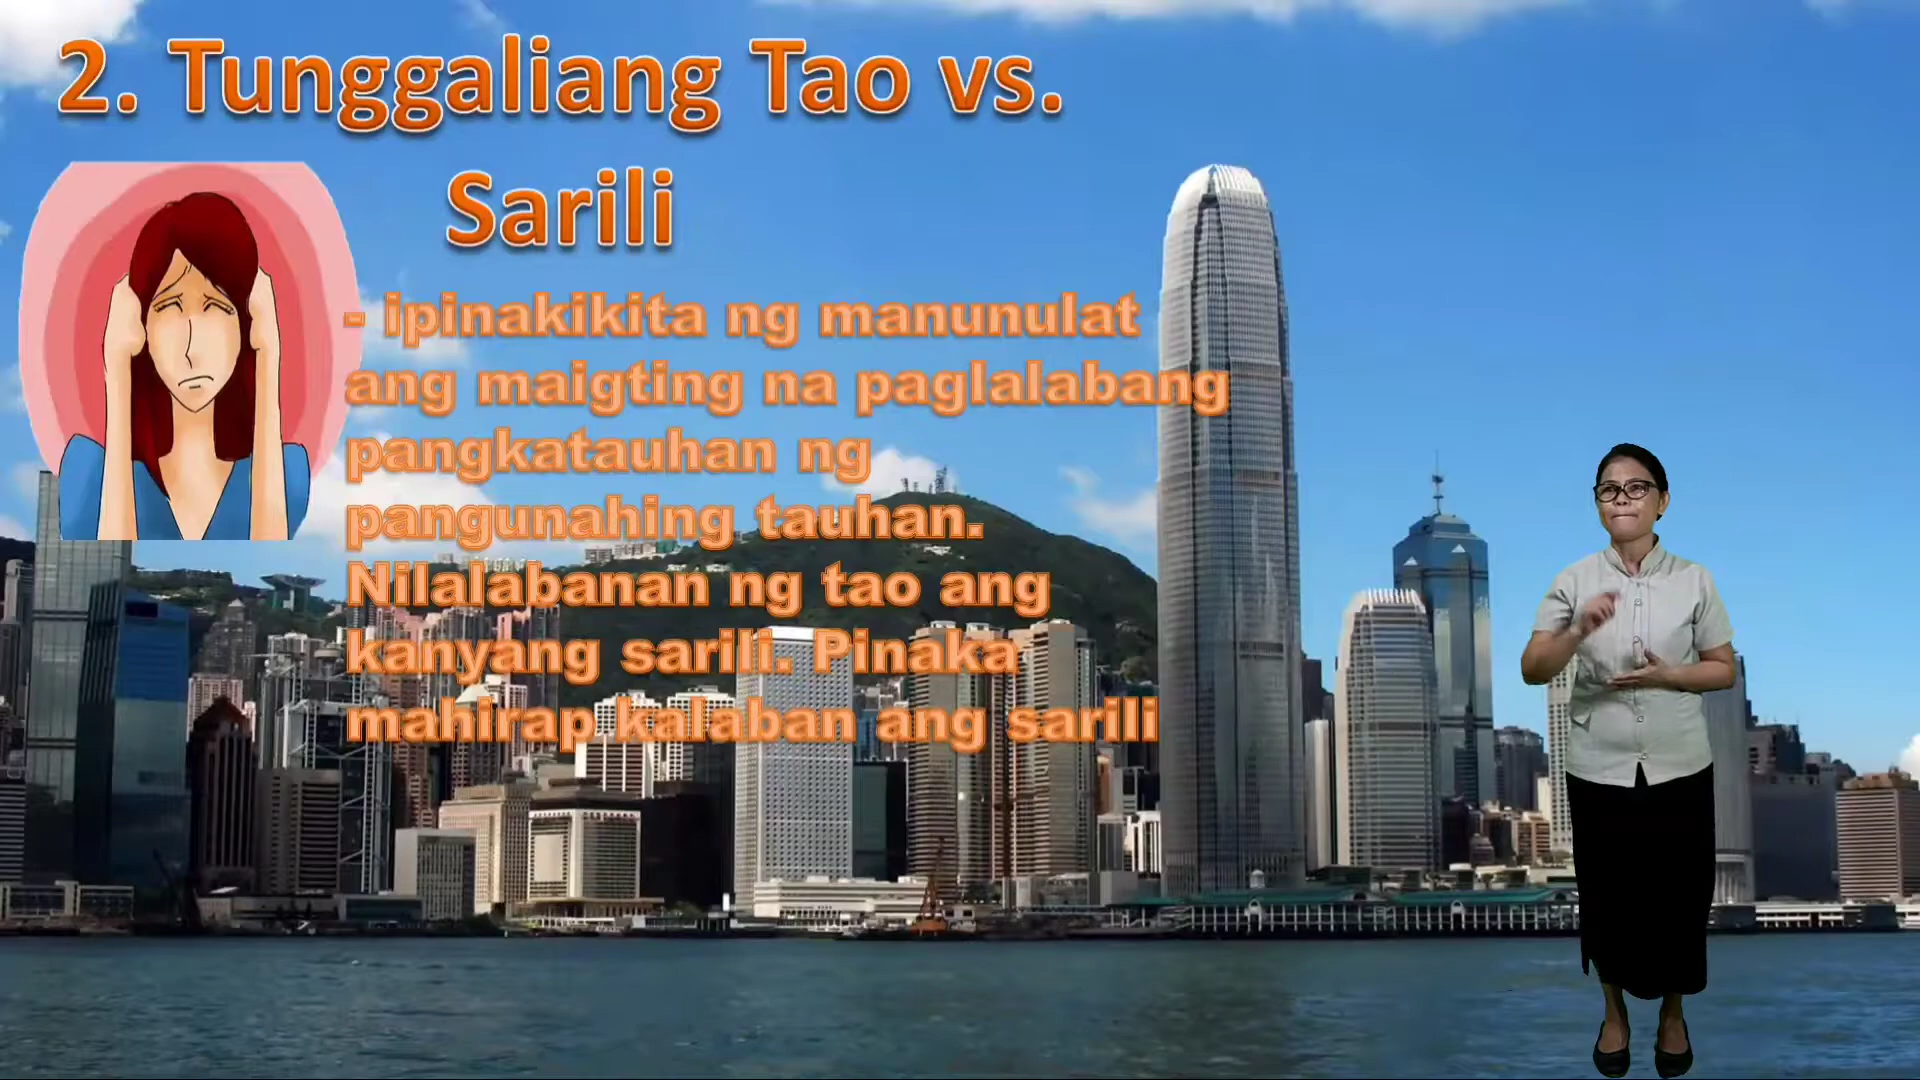 2. Tunggaliang Tao vs.
Sarili
- ipinakikita ng manunulat
ang maigting na paglalabang
pangkatauhan ng
pangunahing tauhan.
Nilalabanan ng tao ang
kanyang sarili. Pinaka
mahirap kalaban ang sarili